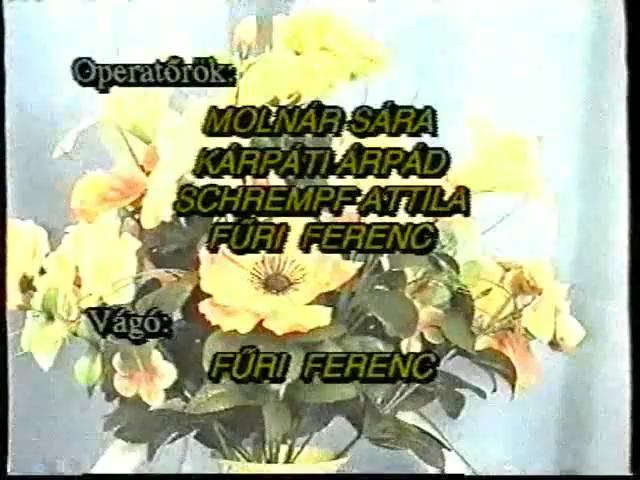 Operatőrök:
MOLNÁR SÁRA
KÁRPÁTI ÁRPÁD
SCHREMPF ATTILA
FŰRI FERENC
Vágó:
FŰRI FERENC